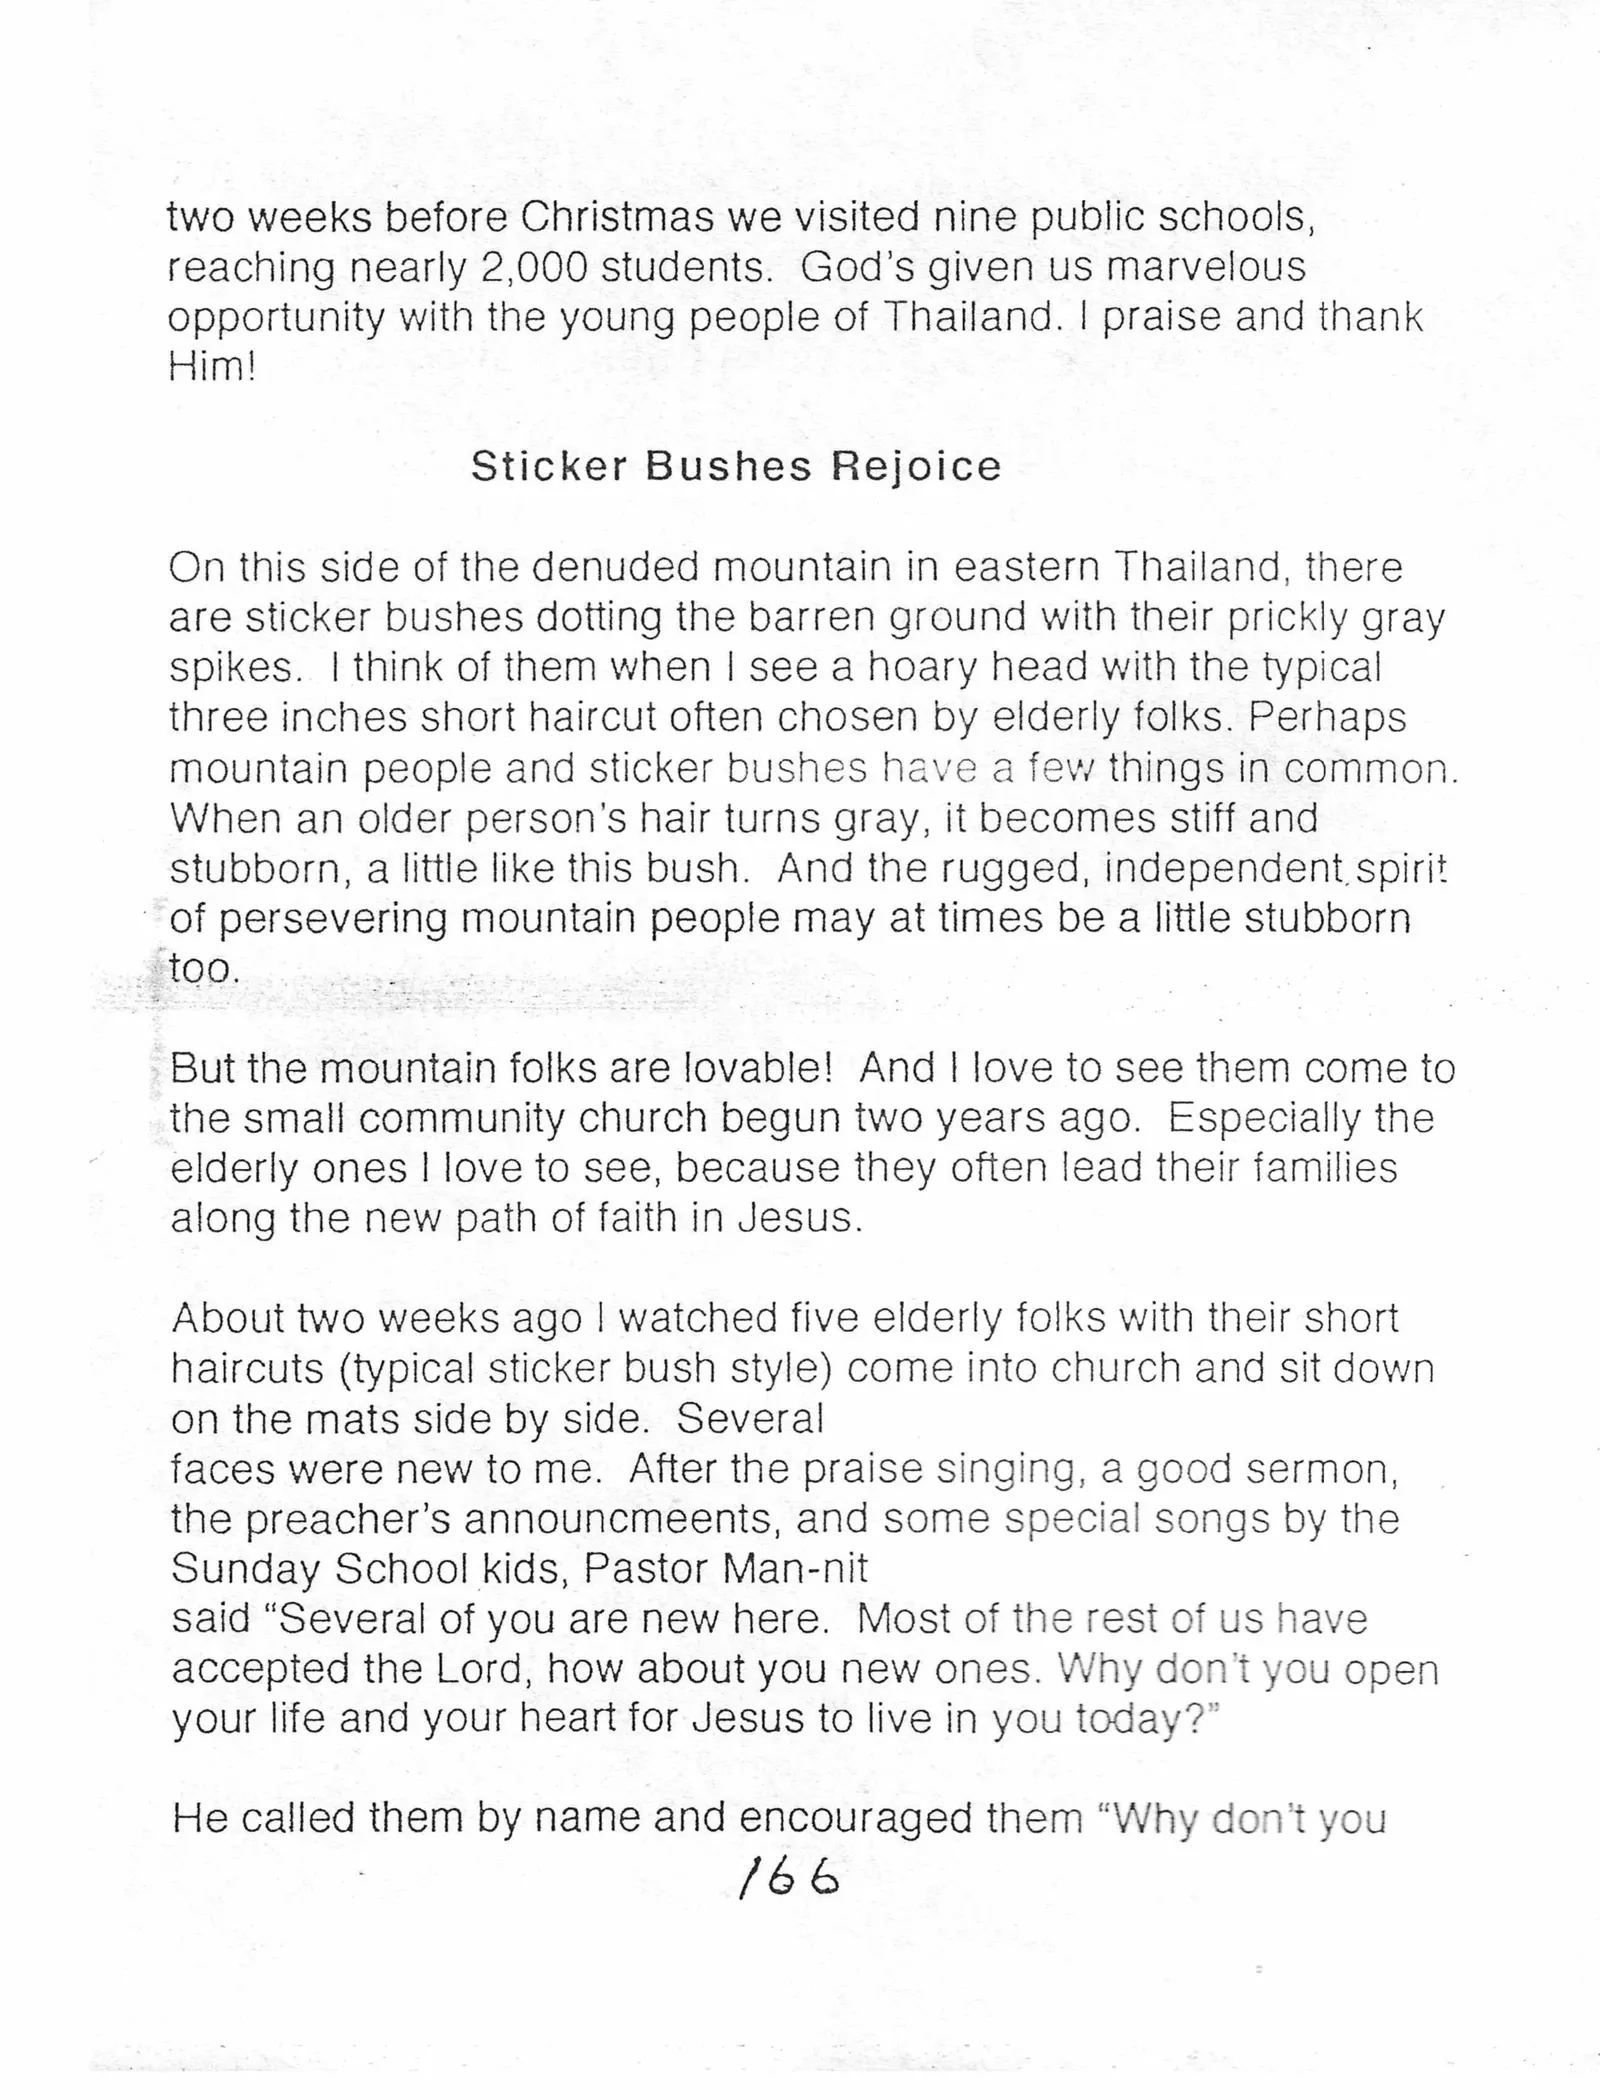 two weeks before Christmas we visited nine public schools,
reaching nearly 2,000 students.  God's given us marvelous
opportunity with the young people of Thailand. I praise and thank
Him!
Sticker Bushes Rejoice
On this side of the denuded mountain in eastern Thailand, there
are sticker bushes dotting the barren ground with their prickly gray
spikes.  I think of them when I see a hoary head with the typical
three inches short haircut often chosen by elderly folks. Perhaps
mountain people and sticker bushes have a few things in common.
When an older person's hair turns gray, it becomes stiff and
stubborn, a little like this bush.  And the rugged, independent spirit
of persevering mountain people may at times be a little stubborn
too.
But the mountain folks are lovable!  And I love to see them come to
the small community church begun two years ago.  Especially the
elderly ones I love to see, because they often lead their families
along the new path of faith in Jesus.
About two weeks ago I watched five elderly folks with their short
haircuts (typical sticker bush style) come into church and sit down
on the mats side by side.  Several
faces were new to me.  After the praise singing, a good sermon,
the preacher's announcmeents, and some special songs by the
Sunday School kids, Pastor Man-nit
said “Several of you are new here.  Most of the rest of us have
accepted the Lord, how about you new ones. Why don't you open
your life and your heart for Jesus to live in you today?”
He called them by name and encouraged them “Why don't you
166